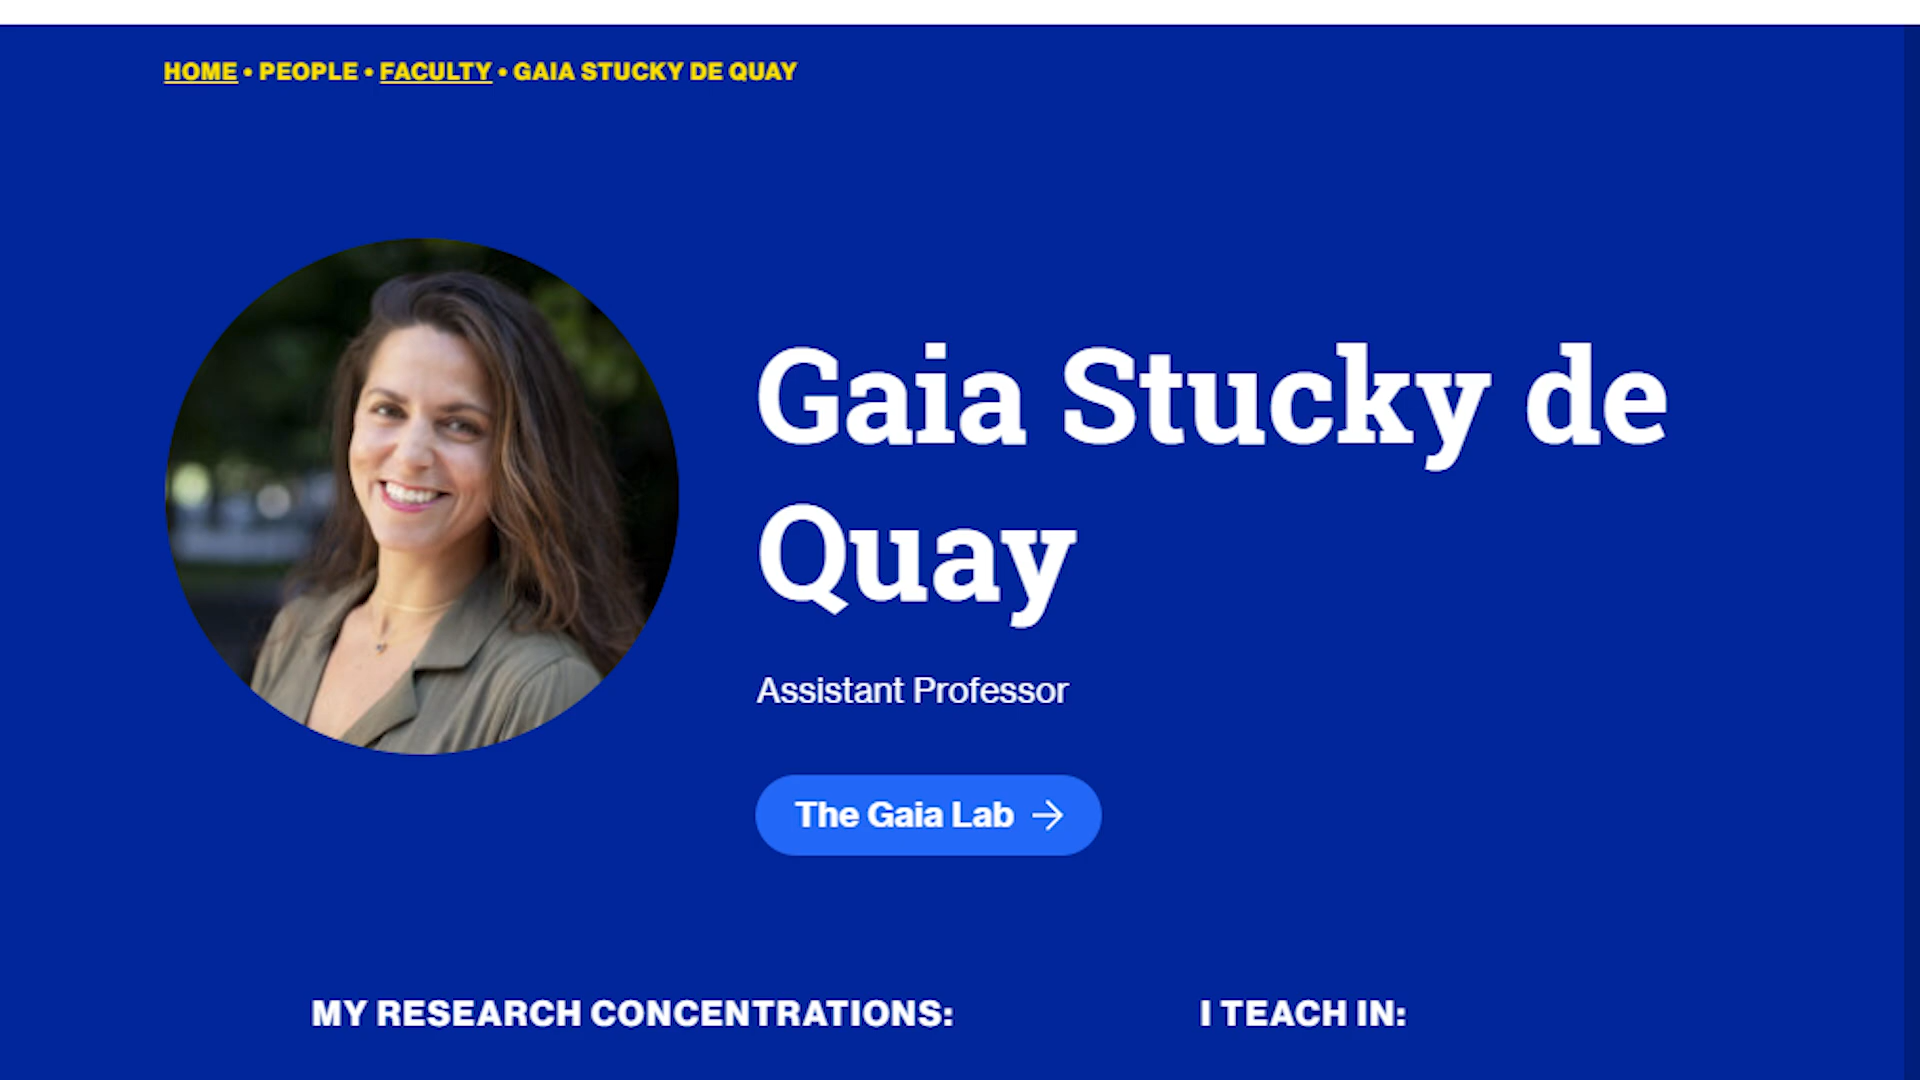 HOME • PEOPLE • FACULTY • GAIA STUCKY DE QUAY
Gaia Stucky de
Quay
Assistant Professor
The Gaia Lab →
MY RESEARCH CONCENTRATIONS:
I TEACH IN: